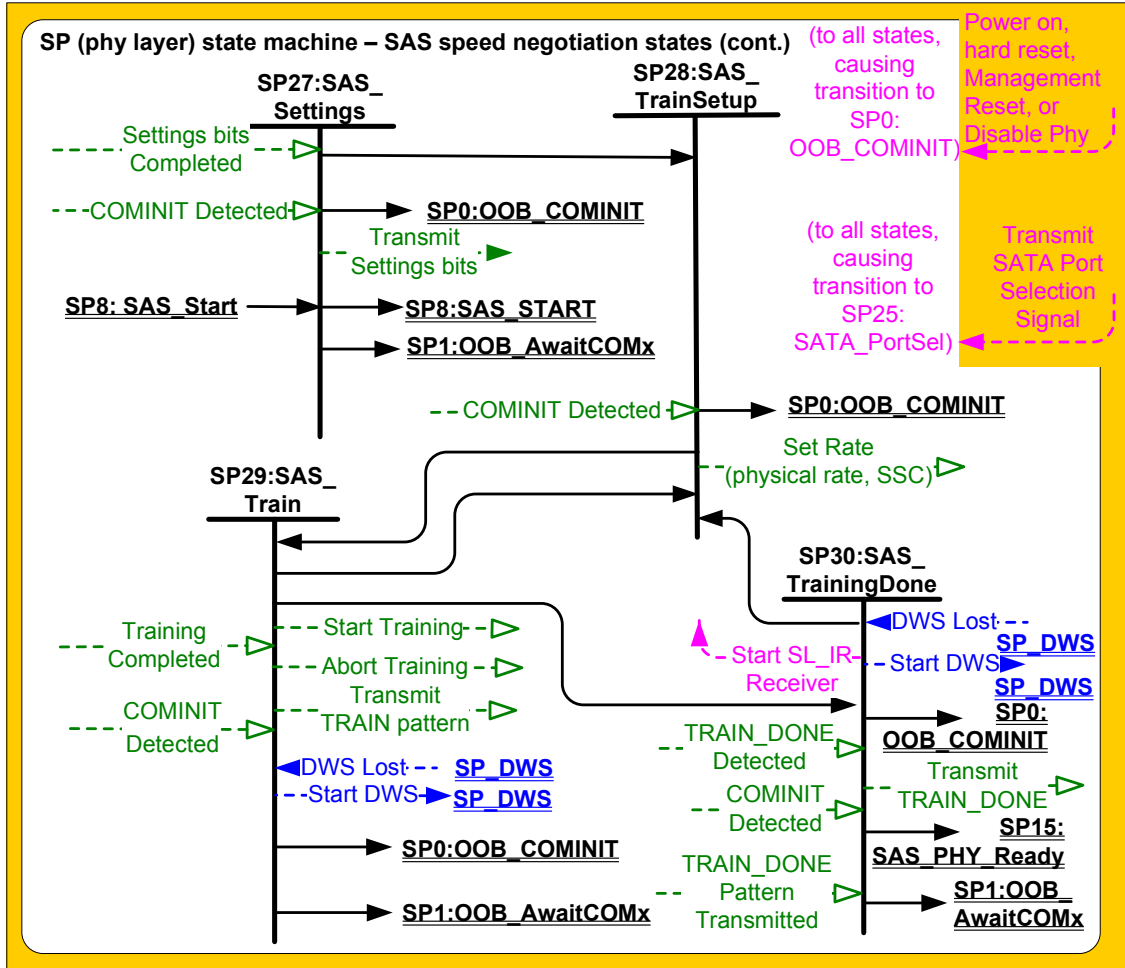 SP (phy layer) state machine – SAS speed negotiation states (cont.)
(to all states,
causing
transition to
SP0:
OOB_COMINIT)
Power on,
hard reset,
Management
Reset, or
Disable Phy
SP27:SAS_
Settings
SP28:SAS_
TrainSetup
Settings bits
Completed
COMINIT Detected
SP0:OOB_COMINIT
Transmit
Settings bits
SP8: SAS_Start
SP8:SAS_START
SP1:OOB_AwaitCOMx
(to all states,
causing
transition to
SP25:
SATA_PortSel)
Transmit
SATA Port
Selection
Signal
COMINIT Detected
SP0:OOB_COMINIT
Set Rate
(physical rate, SSC)
SP29:SAS_
Train
SP30:SAS_
TrainingDone
Training
Completed
Start Training
Abort Training
Transmit
TRAIN pattern
COMINIT
Detected
DWS Lost
SP_DWS
Start DWS
SP_DWS
SP0:OOB_COMINIT
SP1:OOB_AwaitCOMx
DWS Lost
SP_DWS
Start SL_IR
Receiver
Start DWS
SP_DWS
SP0:
OOB_COMINIT
TRAIN_DONE
Detected
Transmit
TRAIN_DONE
COMINIT
Detected
SP15:
SAS_PHY_Ready
TRAIN_DONE
Pattern
Transmitted
SP1:OOB_
AwaitCOMx